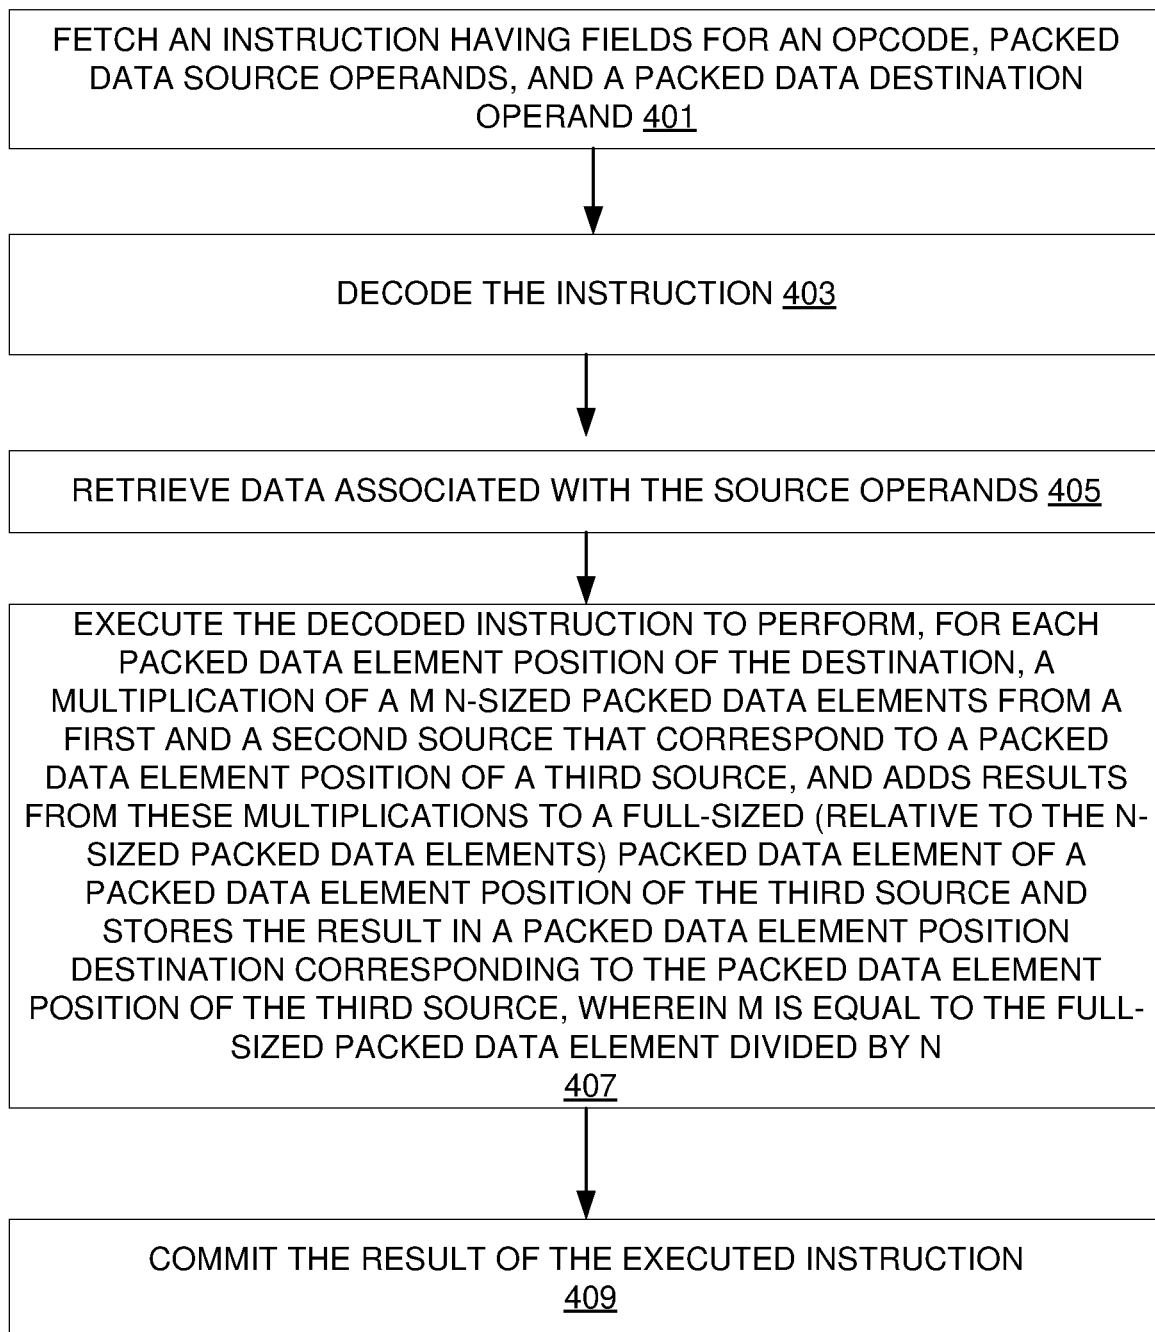 FETCH AN INSTRUCTION HAVING FIELDS FOR AN OPCODE, PACKED
DATA SOURCE OPERANDS, AND A PACKED DATA DESTINATION
OPERAND 401
DECODE THE INSTRUCTION 403
RETRIEVE DATA ASSOCIATED WITH THE SOURCE OPERANDS 405
EXECUTE THE DECODED INSTRUCTION TO PERFORM, FOR EACH
PACKED DATA ELEMENT POSITION OF THE DESTINATION, A
MULTIPLICATION OF A M N-SIZED PACKED DATA ELEMENTS FROM A
FIRST AND A SECOND SOURCE THAT CORRESPOND TO A PACKED
DATA ELEMENT POSITION OF A THIRD SOURCE, AND ADDS RESULTS
FROM THESE MULTIPLICATIONS TO A FULL-SIZED (RELATIVE TO THE N-
SIZED PACKED DATA ELEMENTS) PACKED DATA ELEMENT OF A
PACKED DATA ELEMENT POSITION OF THE THIRD SOURCE AND
STORES THE RESULT IN A PACKED DATA ELEMENT POSITION
DESTINATION CORRESPONDING TO THE PACKED DATA ELEMENT
POSITION OF THE THIRD SOURCE, WHEREIN M IS EQUAL TO THE FULL-
SIZED PACKED DATA ELEMENT DIVIDED BY N
407
COMMIT THE RESULT OF THE EXECUTED INSTRUCTION
409